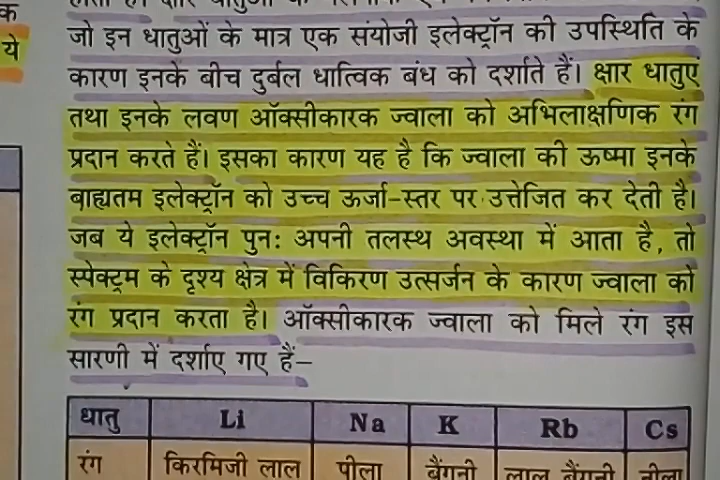 क
ये
जो इन धातुओं के मात्र एक संयोजी इलेक्ट्रॉन की उपस्थिति के
कारण इनके बीच दुर्बल धात्विक बंध को दर्शाते हैं। क्षार धातुएं
तथा इनके लवण ऑक्सीकारक ज्वाला को अभिलाक्षणिक रंग
प्रदान करते हैं। इसका कारण यह है कि ज्वाला की ऊष्मा इनके
बाह्यतम इलेक्ट्रॉन को उच्च ऊर्जा-स्तर पर उत्तेजित कर देती है।
जब ये इलेक्ट्रॉन पुन: अपनी तलस्थ अवस्था में आता है, तो
स्पेक्ट्रम के दृश्य क्षेत्र में विकिरण उत्सर्जन के कारण ज्वाला को
रंग प्रदान करता है। ऑक्सीकारक ज्वाला को मिले रंग इस
सारणी में दर्शाए गए हैं–
धातु Li Na K Rb Cs
रंग किरमिजी लाल पीला बैंगनी लाल बैंगनी नीला